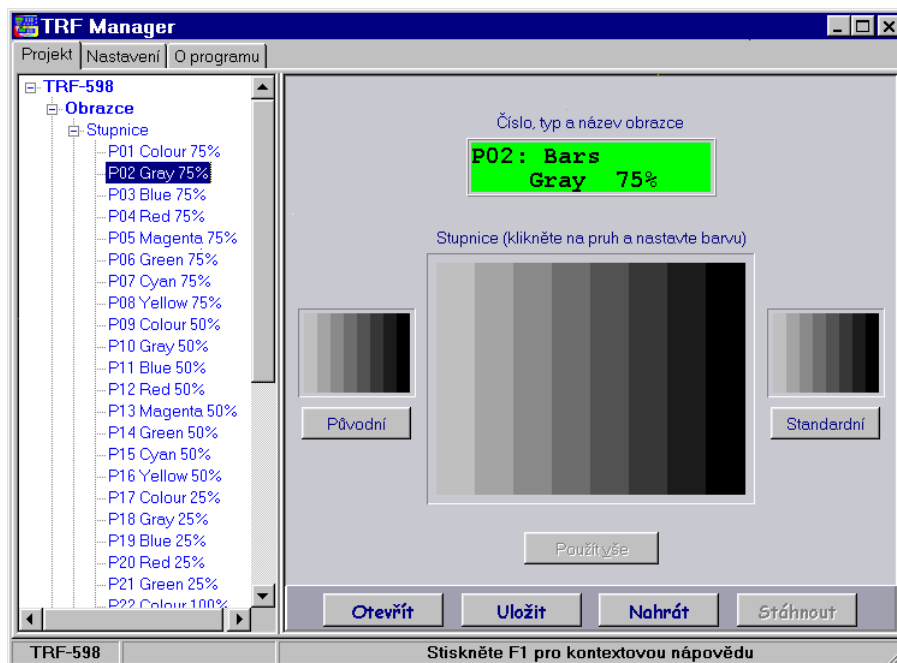 TRF Manager
Projekt Nastavení O programu
TRF-598
Obrazce
Stupnice
P01 Colour 75%
P02 Gray 75%
P03 Blue 75%
P04 Red 75%
P05 Magenta 75%
P06 Green 75%
P07 Cyan 75%
P08 Yellow 75%
P09 Colour 50%
P10 Gray 50%
P11 Blue 50%
P12 Red 50%
P13 Magenta 50%
P14 Green 50%
P15 Cyan 50%
P16 Yellow 50%
P17 Colour 25%
P18 Gray 25%
P19 Blue 25%
P20 Red 25%
P21 Green 25%
P22 Colour 100%
Číslo, typ a název obrazce
P02: Bars
Gray 75%
Stupnice (klikněte na pruh a nastavte barvu)
Původní
Standardní
Použít vše
Otevřít Uložit Nahrát Stáhnout
TRF-598 Stiskněte F1 pro kontextovou nápovědu